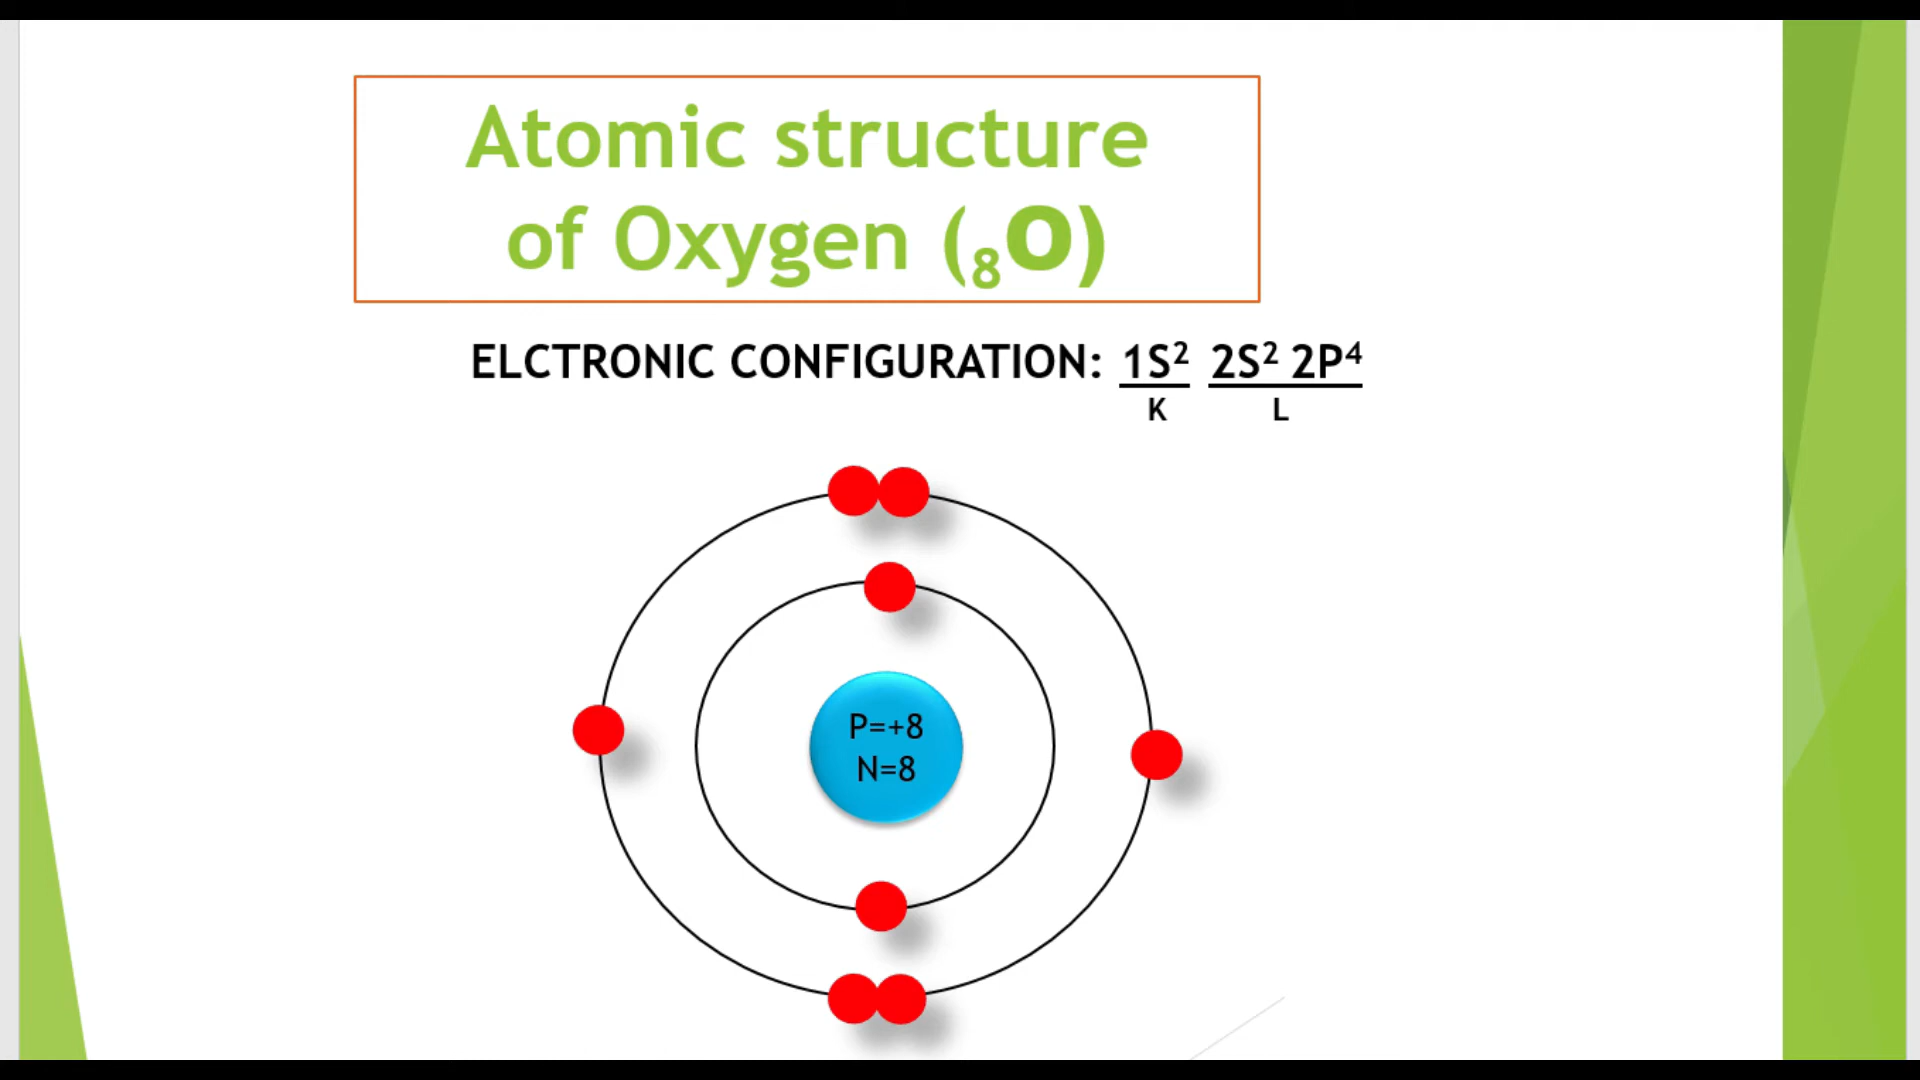 Atomic structure
of Oxygen (₈O)
ELCTRONIC CONFIGURATION: 1S² 2S² 2P⁴
K L
P=+8
N=8